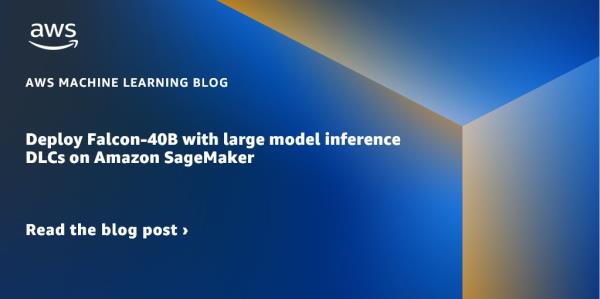 aws
AWS MACHINE LEARNING BLOG
Deploy Falcon-40B with large model inference
DLCs on Amazon SageMaker
Read the blog post ›